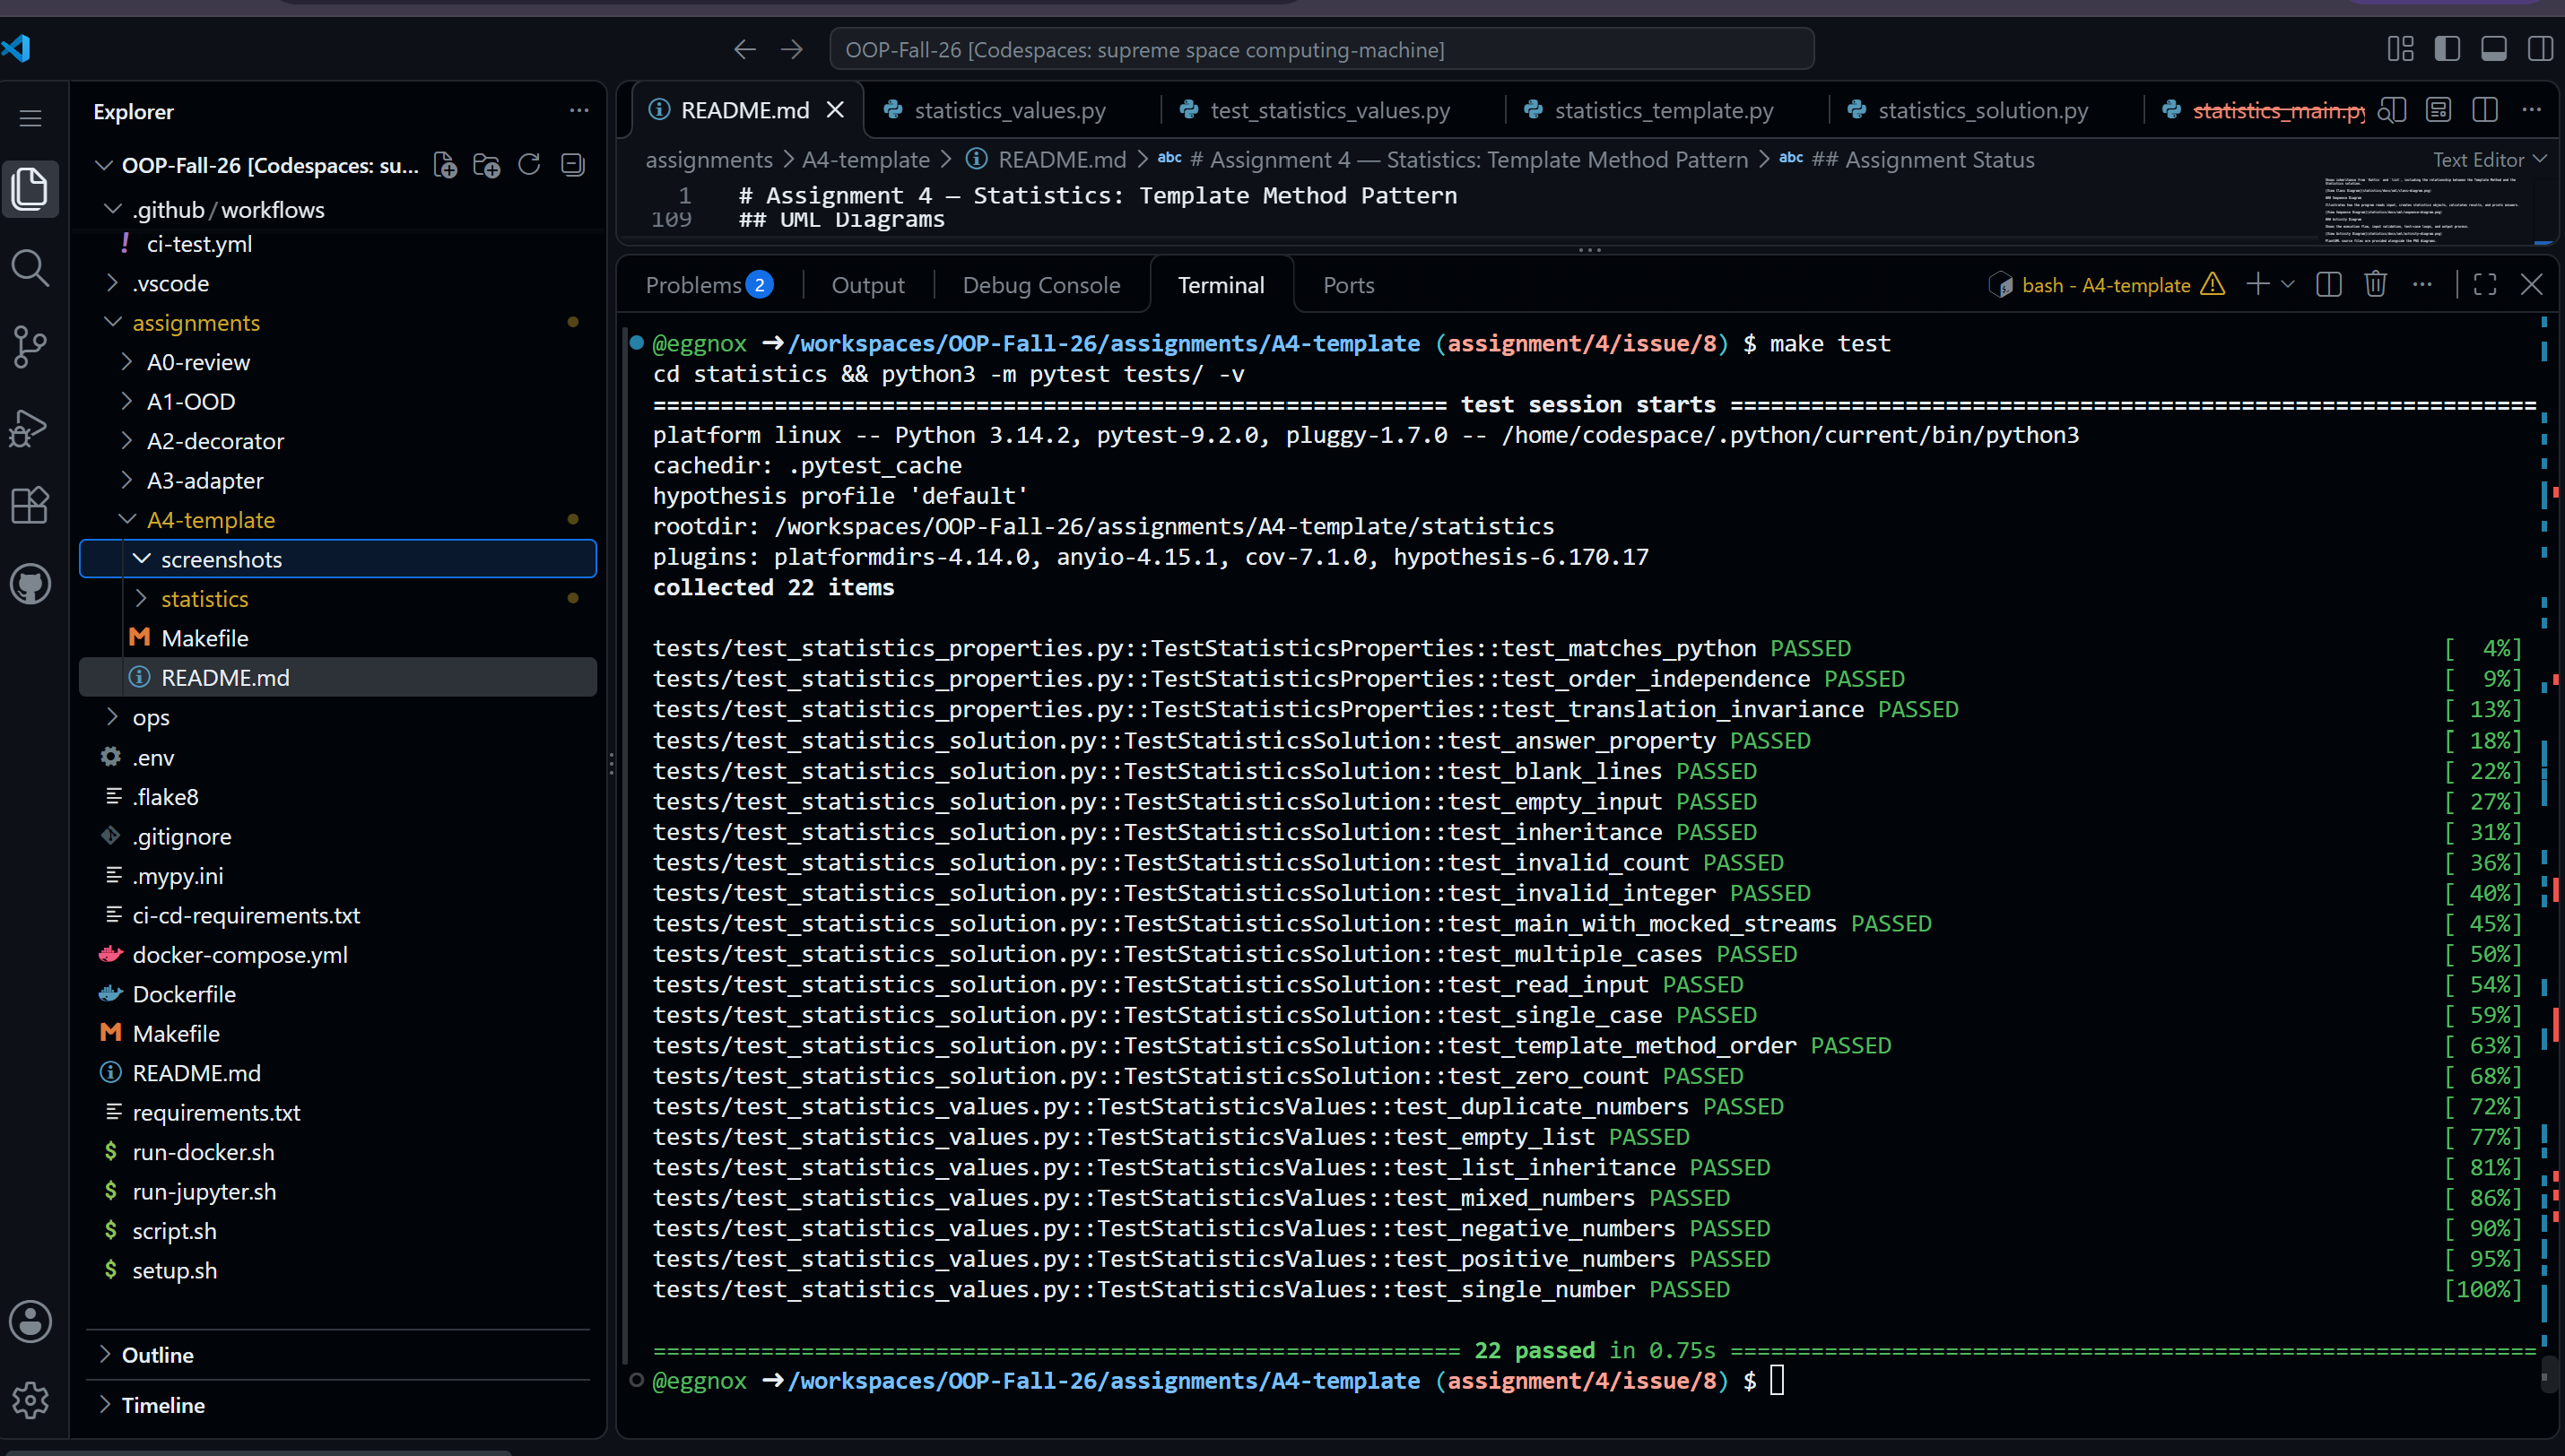 OOP-Fall-26 [Codespaces: supreme space computing-machine]
Explorer
OOP-Fall-26 [Codespaces: su...
.github/workflows
ci-test.yml
.vscode
assignments
A0-review
A1-OOD
A2-decorator
A3-adapter
A4-template
screenshots
statistics
Makefile
README.md
ops
.env
.flake8
.gitignore
.mypy.ini
ci-cd-requirements.txt
docker-compose.yml
Dockerfile
Makefile
README.md
requirements.txt
run-docker.sh
run-jupyter.sh
script.sh
setup.sh
Outline
Timeline
README.md statistics_values.py test_statistics_values.py statistics_template.py statistics_solution.py statistics_main.py
assignments > A4-template > README.md > abc # Assignment 4 — Statistics: Template Method Pattern > abc ## Assignment Status Text Editor
1 # Assignment 4 — Statistics: Template Method Pattern
109 ## UML Diagrams
Problems 2 Output Debug Console Terminal Ports bash - A4-template
@eggnox ➜ /workspaces/OOP-Fall-26/assignments/A4-template (assignment/4/issue/8) $ make test
cd statistics && python3 -m pytest tests/ -v
=========================================================== test session starts ============================================================
platform linux -- Python 3.14.2, pytest-9.2.0, pluggy-1.7.0 -- /home/codespace/.python/current/bin/python3
cachedir: .pytest_cache
hypothesis profile 'default'
rootdir: /workspaces/OOP-Fall-26/assignments/A4-template/statistics
plugins: platformdirs-4.14.0, anyio-4.15.1, cov-7.1.0, hypothesis-6.170.17
collected 22 items
tests/test_statistics_properties.py::TestStatisticsProperties::test_matches_python PASSED [ 4%]
tests/test_statistics_properties.py::TestStatisticsProperties::test_order_independence PASSED [ 9%]
tests/test_statistics_properties.py::TestStatisticsProperties::test_translation_invariance PASSED [ 13%]
tests/test_statistics_solution.py::TestStatisticsSolution::test_answer_property PASSED [ 18%]
tests/test_statistics_solution.py::TestStatisticsSolution::test_blank_lines PASSED [ 22%]
tests/test_statistics_solution.py::TestStatisticsSolution::test_empty_input PASSED [ 27%]
tests/test_statistics_solution.py::TestStatisticsSolution::test_inheritance PASSED [ 31%]
tests/test_statistics_solution.py::TestStatisticsSolution::test_invalid_count PASSED [ 36%]
tests/test_statistics_solution.py::TestStatisticsSolution::test_invalid_integer PASSED [ 40%]
tests/test_statistics_solution.py::TestStatisticsSolution::test_main_with_mocked_streams PASSED [ 45%]
tests/test_statistics_solution.py::TestStatisticsSolution::test_multiple_cases PASSED [ 50%]
tests/test_statistics_solution.py::TestStatisticsSolution::test_read_input PASSED [ 54%]
tests/test_statistics_solution.py::TestStatisticsSolution::test_single_case PASSED [ 59%]
tests/test_statistics_solution.py::TestStatisticsSolution::test_template_method_order PASSED [ 63%]
tests/test_statistics_solution.py::TestStatisticsSolution::test_zero_count PASSED [ 68%]
tests/test_statistics_values.py::TestStatisticsValues::test_duplicate_numbers PASSED [ 72%]
tests/test_statistics_values.py::TestStatisticsValues::test_empty_list PASSED [ 77%]
tests/test_statistics_values.py::TestStatisticsValues::test_list_inheritance PASSED [ 81%]
tests/test_statistics_values.py::TestStatisticsValues::test_mixed_numbers PASSED [ 86%]
tests/test_statistics_values.py::TestStatisticsValues::test_negative_numbers PASSED [ 90%]
tests/test_statistics_values.py::TestStatisticsValues::test_positive_numbers PASSED [ 95%]
tests/test_statistics_values.py::TestStatisticsValues::test_single_number PASSED [100%]
============================================================ 22 passed in 0.75s ============================================================
@eggnox ➜ /workspaces/OOP-Fall-26/assignments/A4-template (assignment/4/issue/8) $